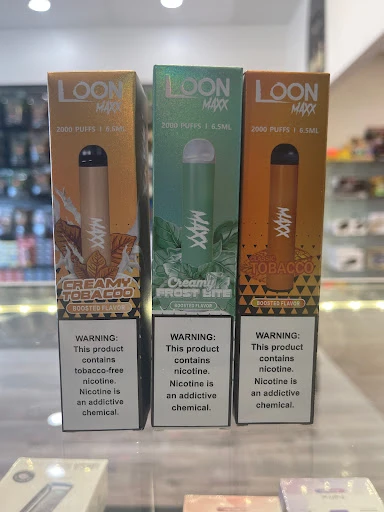 LOON
MAXX
2000 PUFFS | 6.5ML
MAXX
CREAMY
TOBACCO
BOOSTED FLAVOR
WARNING:
This product
contains
tobacco-free
nicotine.
Nicotine is
an addictive
chemical.
LOON
MAXX
2000 PUFFS | 6.5ML
MAXX
Creamy
FROST BITE
BOOSTED FLAVOR
WARNING:
This product
contains
nicotine.
Nicotine is
an addictive
chemical.
LOON
MAXX
2000 PUFFS | 6.5ML
MAXX
TOBACCO
BOOSTED FLAVOR
WARNING:
This product
contains
nicotine.
Nicotine is
an addictive
chemical.